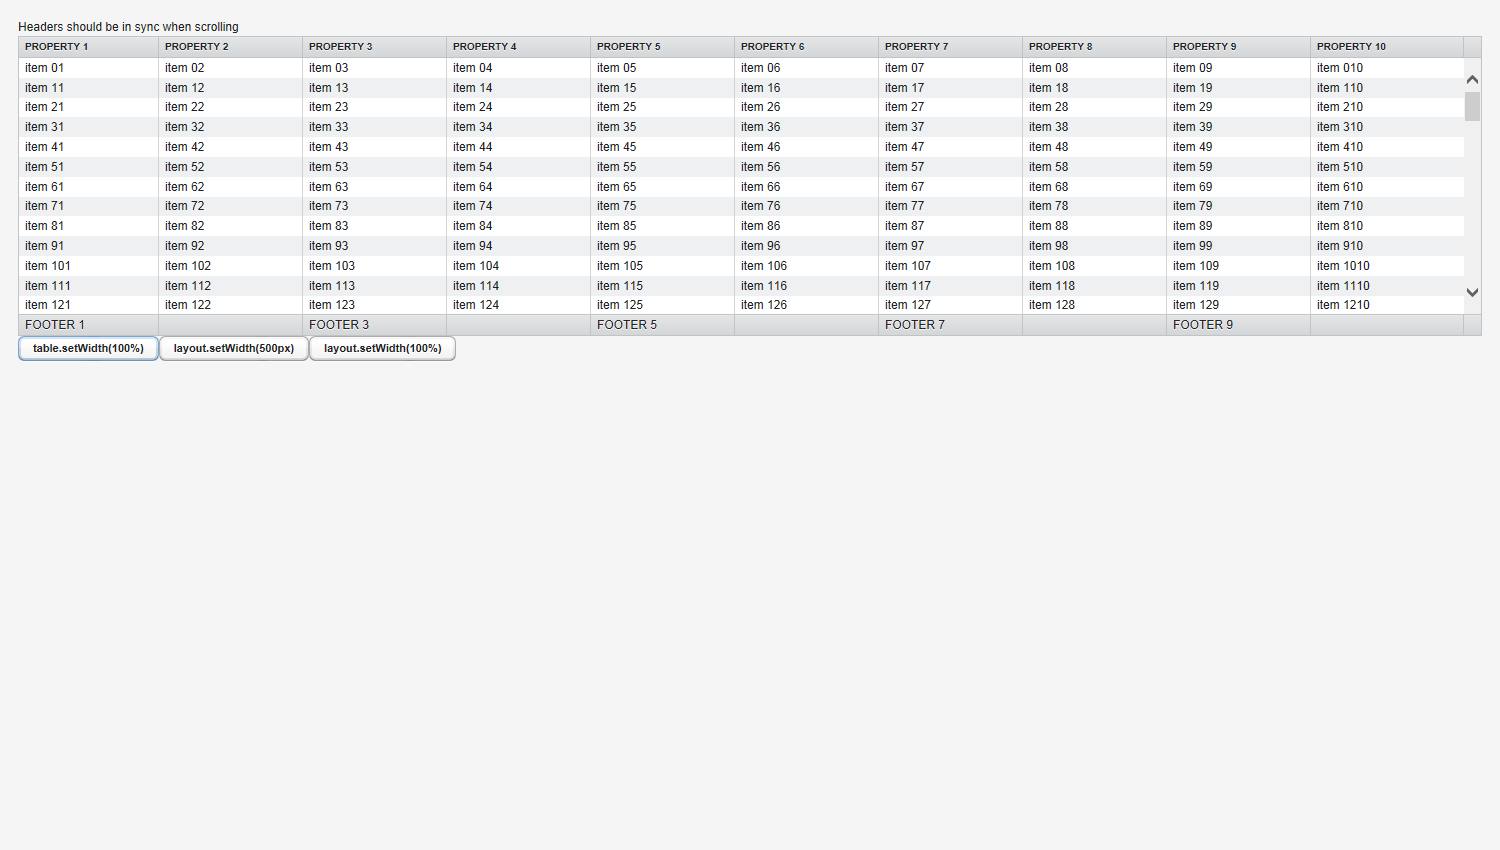 Headers should be in sync when scrolling
PROPERTY 1 PROPERTY 2 PROPERTY 3 PROPERTY 4 PROPERTY 5 PROPERTY 6 PROPERTY 7 PROPERTY 8 PROPERTY 9 PROPERTY 10
item 01 item 02 item 03 item 04 item 05 item 06 item 07 item 08 item 09 item 010
item 11 item 12 item 13 item 14 item 15 item 16 item 17 item 18 item 19 item 110
item 21 item 22 item 23 item 24 item 25 item 26 item 27 item 28 item 29 item 210
item 31 item 32 item 33 item 34 item 35 item 36 item 37 item 38 item 39 item 310
item 41 item 42 item 43 item 44 item 45 item 46 item 47 item 48 item 49 item 410
item 51 item 52 item 53 item 54 item 55 item 56 item 57 item 58 item 59 item 510
item 61 item 62 item 63 item 64 item 65 item 66 item 67 item 68 item 69 item 610
item 71 item 72 item 73 item 74 item 75 item 76 item 77 item 78 item 79 item 710
item 81 item 82 item 83 item 84 item 85 item 86 item 87 item 88 item 89 item 810
item 91 item 92 item 93 item 94 item 95 item 96 item 97 item 98 item 99 item 910
item 101 item 102 item 103 item 104 item 105 item 106 item 107 item 108 item 109 item 1010
item 111 item 112 item 113 item 114 item 115 item 116 item 117 item 118 item 119 item 1110
item 121 item 122 item 123 item 124 item 125 item 126 item 127 item 128 item 129 item 1210
FOOTER 1 FOOTER 3 FOOTER 5 FOOTER 7 FOOTER 9
table.setWidth(100%) layout.setWidth(500px) layout.setWidth(100%)